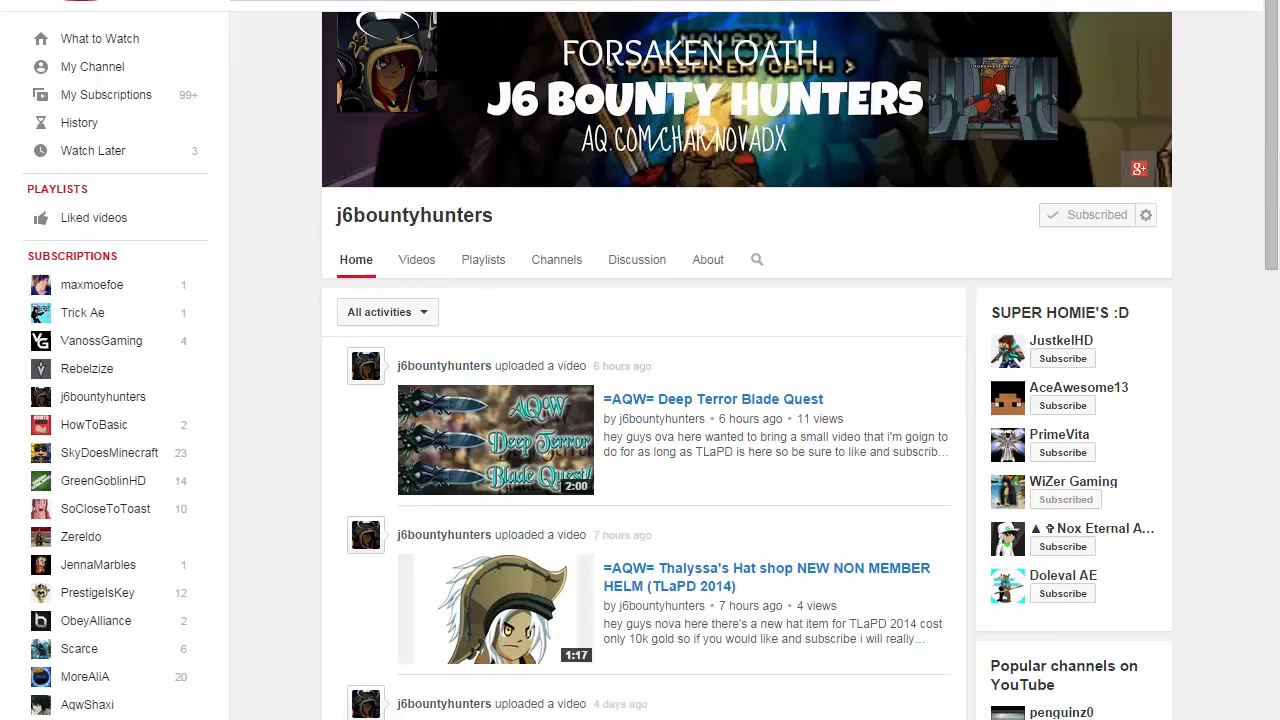 What to Watch
My Channel
My Subscriptions 99+
History
Watch Later 3
PLAYLISTS
Liked videos
SUBSCRIPTIONS
maxmoefoe 1
Trick Ae 1
VanossGaming 4
Rebelzize
j6bountyhunters
HowToBasic 2
SkyDoesMinecraft 23
GreenGoblinHD 14
SoCloseToToast 10
Zereldo
JennaMarbles 1
PrestigeIsKey 12
ObeyAlliance 2
Scarce 6
MoreAliA 20
AqwShaxi
FORSAKEN OATH
< FORSAKEN OATH >
J6 BOUNTY HUNTERS
AQ.COM/CHAR/NOVADX
g+
j6bountyhunters
Subscribed
Home Videos Playlists Channels Discussion About
All activities
j6bountyhunters uploaded a video 6 hours ago
AQW
Deep Terror
Blade Quest!
2:00
=AQW= Deep Terror Blade Quest
by j6bountyhunters • 6 hours ago • 11 views
hey guys ova here wanted to bring a small video that i'm goign to
do for as long as TLaPD is here so be sure to like and subscrib...
j6bountyhunters uploaded a video 7 hours ago
1:17
=AQW= Thalyssa's Hat shop NEW NON MEMBER
HELM (TLaPD 2014)
by j6bountyhunters • 7 hours ago • 4 views
hey guys nova here there's a new hat item for TLaPD 2014 cost
only 10k gold so if you would like and subscribe i will really...
j6bountyhunters uploaded a video 4 days ago
SUPER HOMIE'S :D
JustkelHD
Subscribe
AceAwesome13
Subscribe
PrimeVita
Subscribe
WiZer Gaming
Subscribed
▲ ✞ Nox Eternal A...
Subscribe
Doleval AE
Subscribe
Popular channels on
YouTube
penguinz0